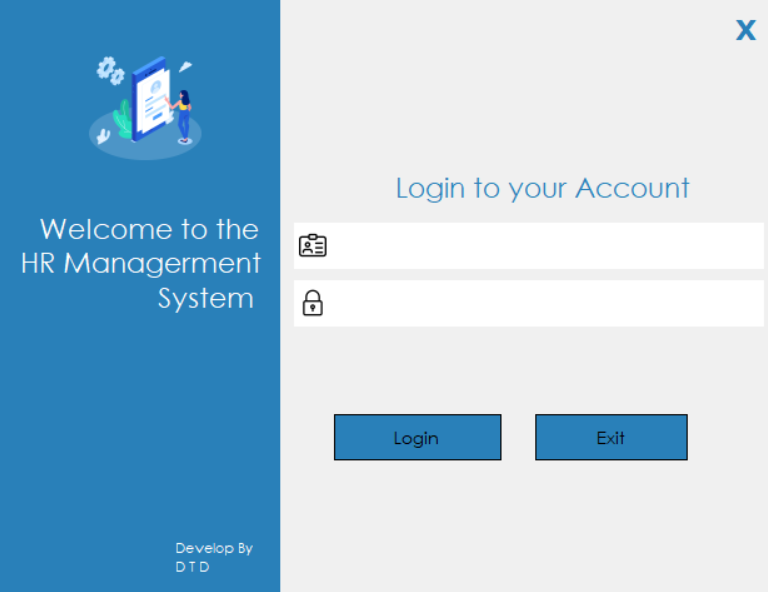 X
Welcome to the
HR Managerment
System
Login to your Account
Login
Exit
Develop By
D T D